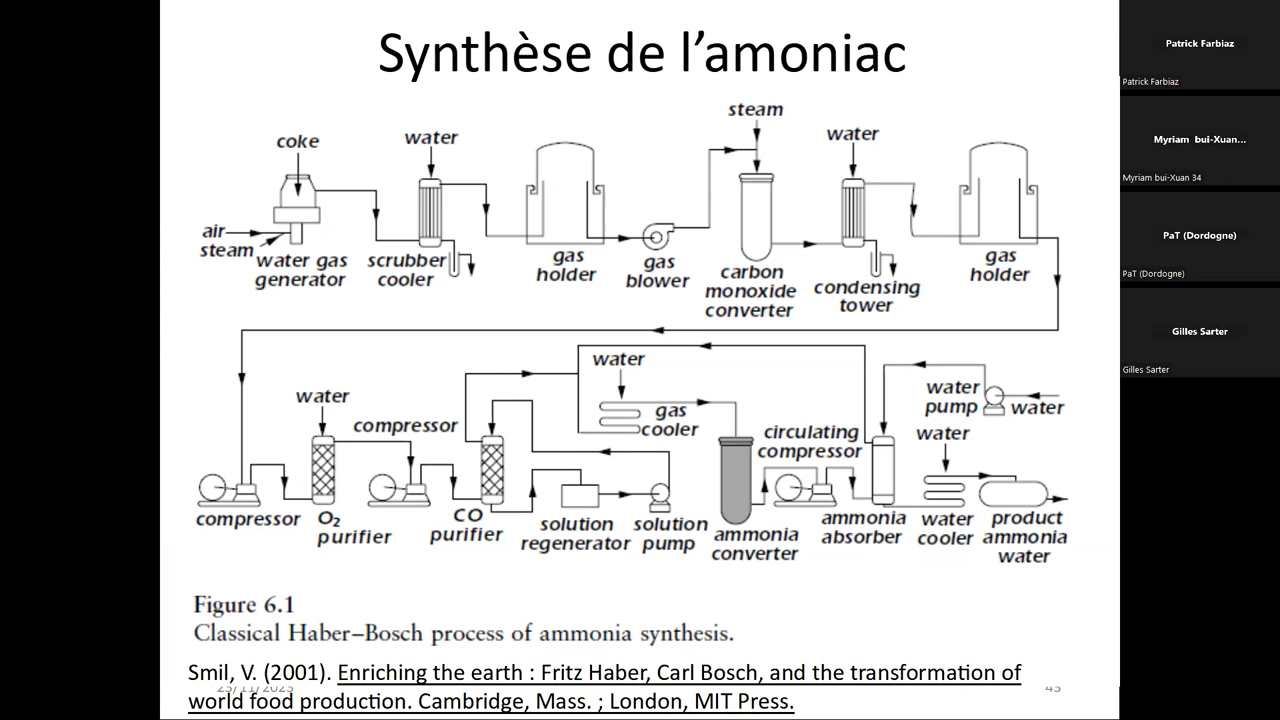 Synthèse de l’amoniac
steam
coke
water
water
air
steam
water gas
generator
scrubber
cooler
gas
holder
gas
blower
carbon
monoxide
converter
condensing
tower
gas
holder
water
gas
cooler
water
pump
water
water
compressor
circulating
compressor
water
compressor
O2
purifier
CO
purifier
solution
regenerator
solution
pump
ammonia
converter
ammonia
absorber
water
cooler
product
ammonia
water
Figure 6.1
Classical Haber–Bosch process of ammonia synthesis.
Smil, V. (2001). Enriching the earth : Fritz Haber, Carl Bosch, and the transformation of
world food production. Cambridge, Mass. ; London, MIT Press.
23/11/2023
43
Patrick Farbiaz
Patrick Farbiaz
Myriam bui-Xuan...
Myriam bui-Xuan 34
PaT (Dordogne)
PaT (Dordogne)
Gilles Sarter
Gilles Sarter